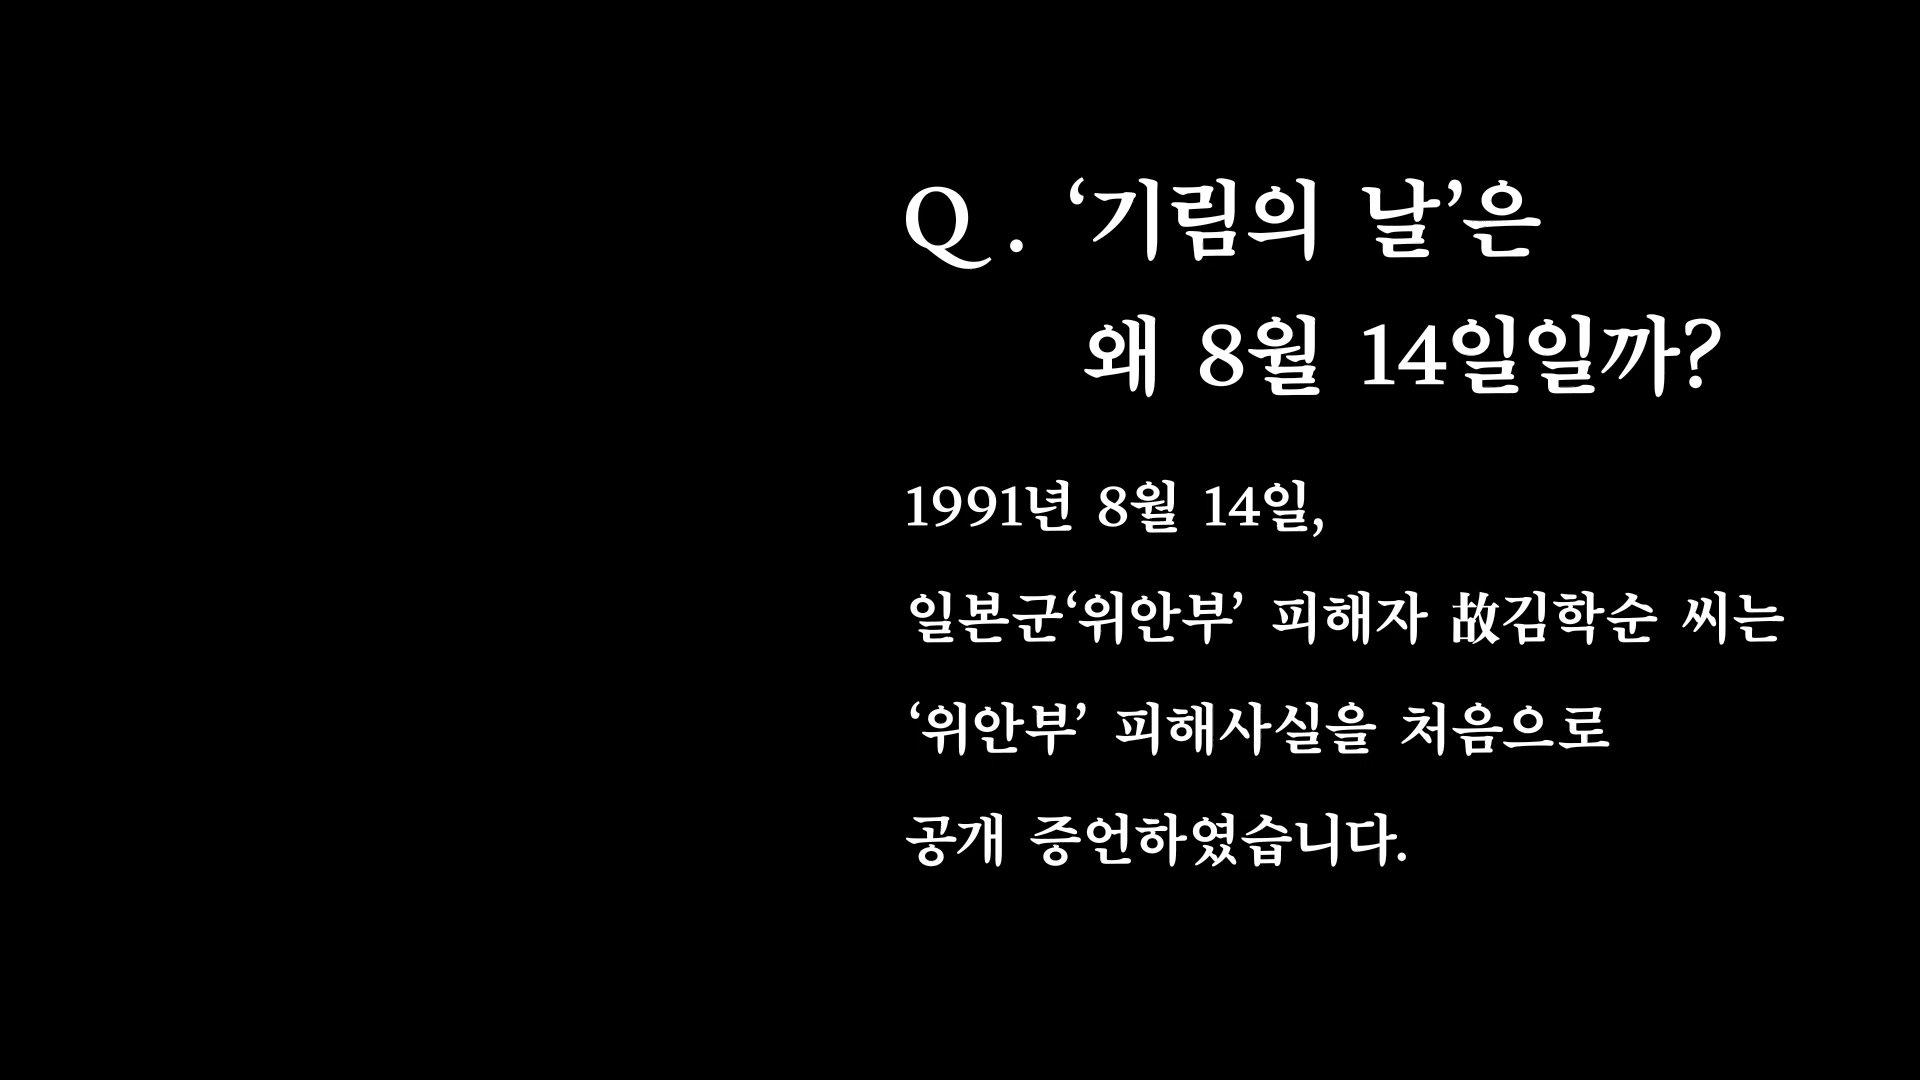 Q. ‘기림의 날’은
왜 8월 14일일까?
1991년 8월 14일,
일본군‘위안부’ 피해자 故김학순 씨는
‘위안부’ 피해사실을 처음으로
공개 증언하였습니다.